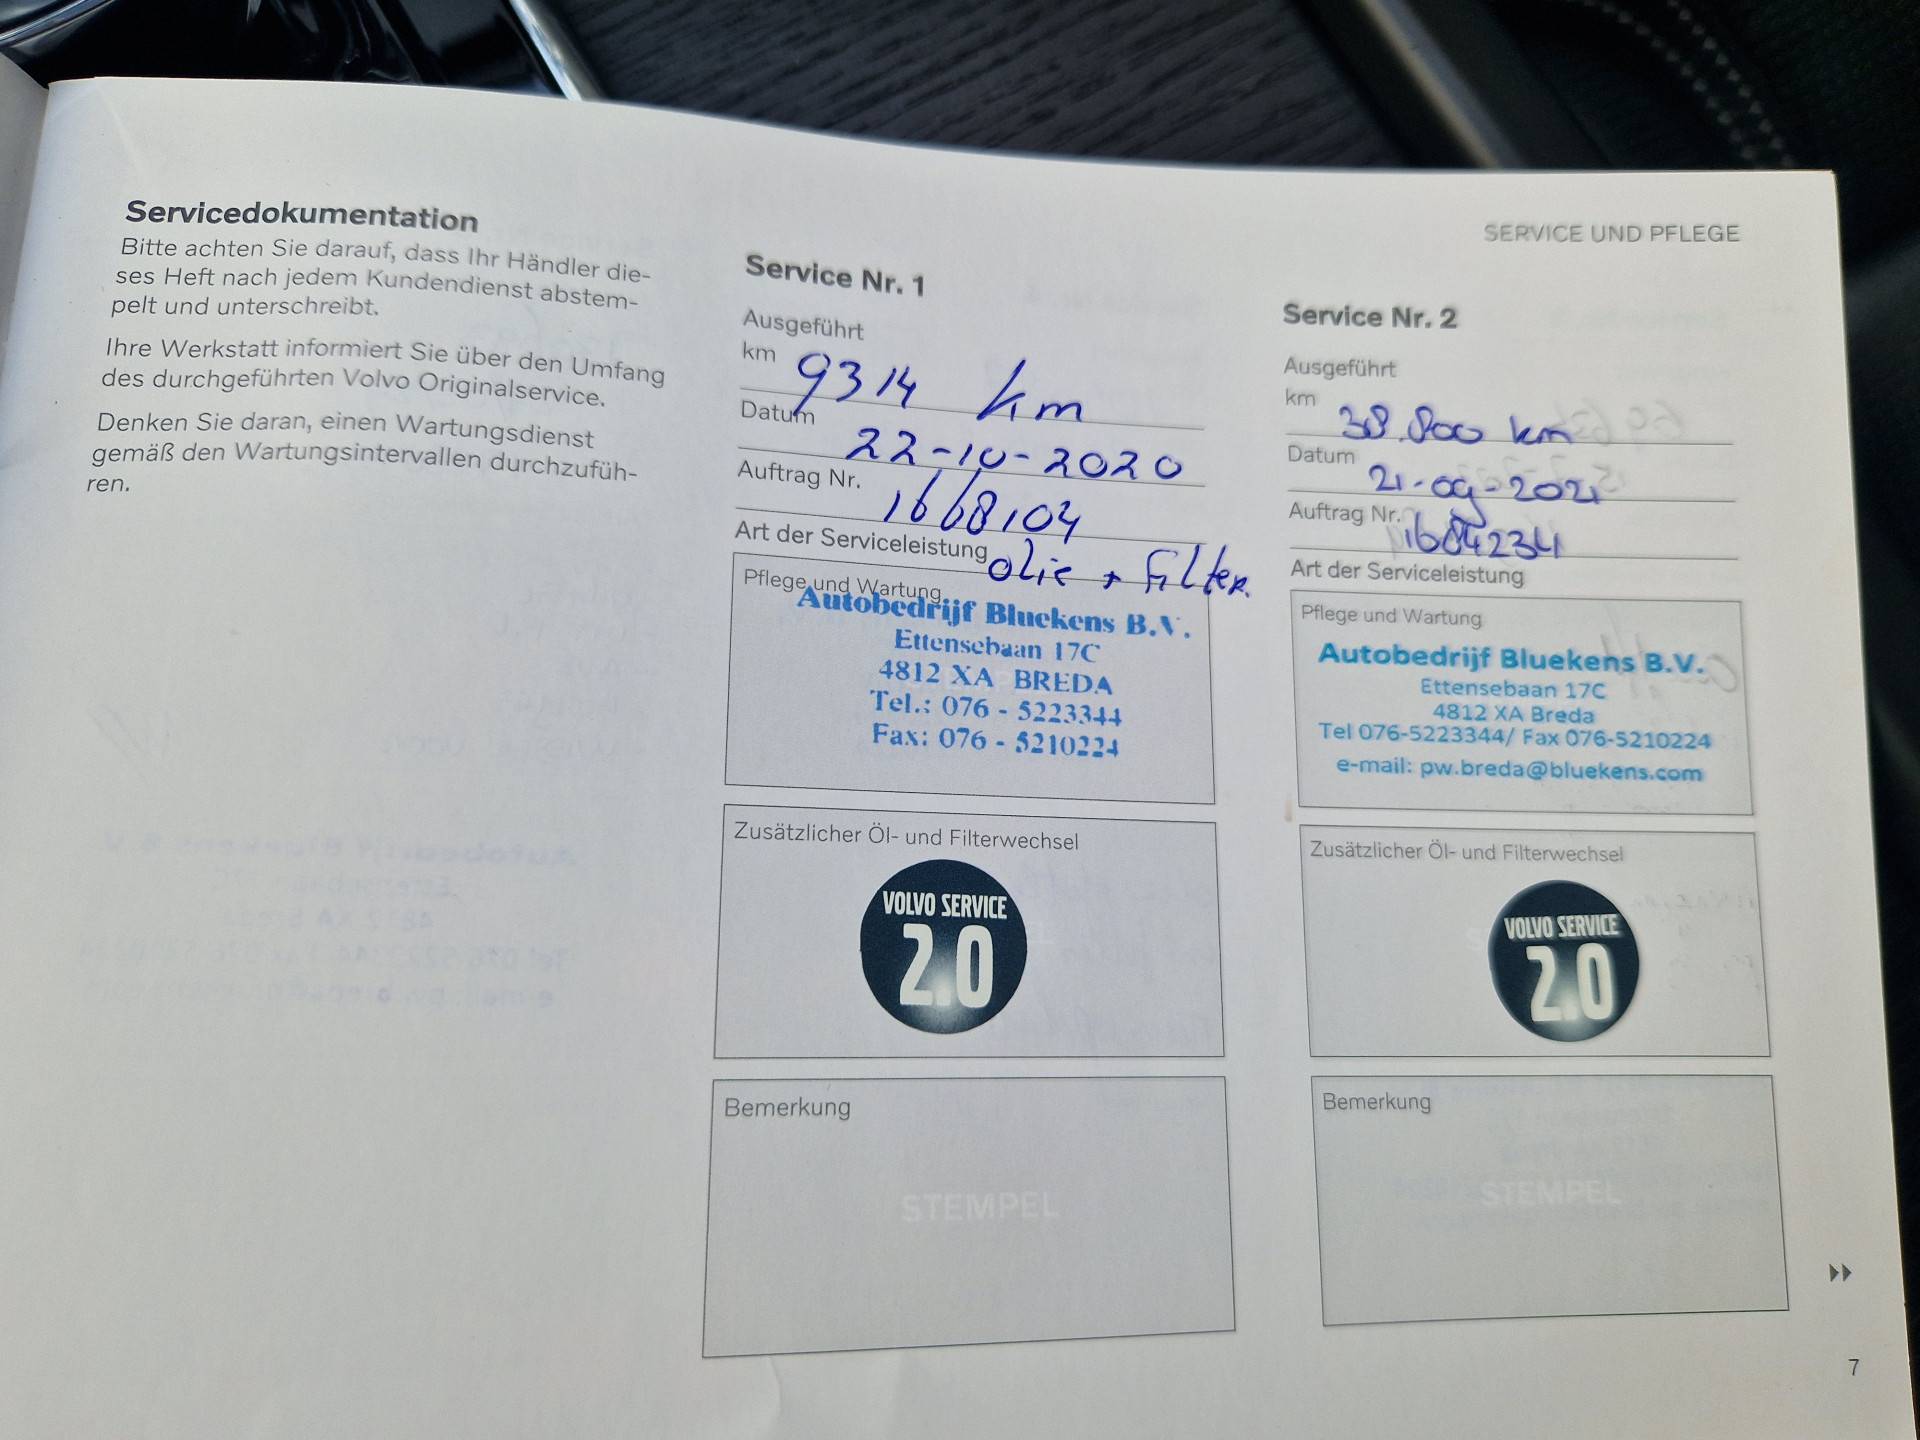 Servicedokumentation
Bitte achten Sie darauf, dass Ihr Händler die-
ses Heft nach jedem Kundendienst abstem-
pelt und unterschreibt.
Ihre Werkstatt informiert Sie über den Umfang
des durchgeführten Volvo Originalservice.
Denken Sie daran, einen Wartungsdienst
gemäß den Wartungsintervallen durchzufüh-
ren.
SERVICE UND PFLEGE
Service Nr. 1
Ausgeführt
km 9314 km
Datum 22-10-2020
Auftrag Nr. 1668104
Art der Serviceleistung olie + Filter.
Pflege und Wartung
Autobedrijf Bluekens B.V.
Ettensebaan 17C
4812 XA BREDA
Tel.: 076 - 5223344
Fax: 076 - 5210224
Zusätzlicher Öl- und Filterwechsel
VOLVO SERVICE
2.0
Bemerkung
STEMPEL
Service Nr. 2
Ausgeführt
km 38.800 km
Datum 21-09-2021
Auftrag Nr. 1684234
Art der Serviceleistung
Pflege und Wartung
Autobedrijf Bluekens B.V.
Ettensebaan 17C
4812 XA Breda
Tel 076-5223344/ Fax 076-5210224
e-mail: pw.breda@bluekens.com
Zusätzlicher Öl- und Filterwechsel
VOLVO SERVICE
2.0
Bemerkung
STEMPEL
7